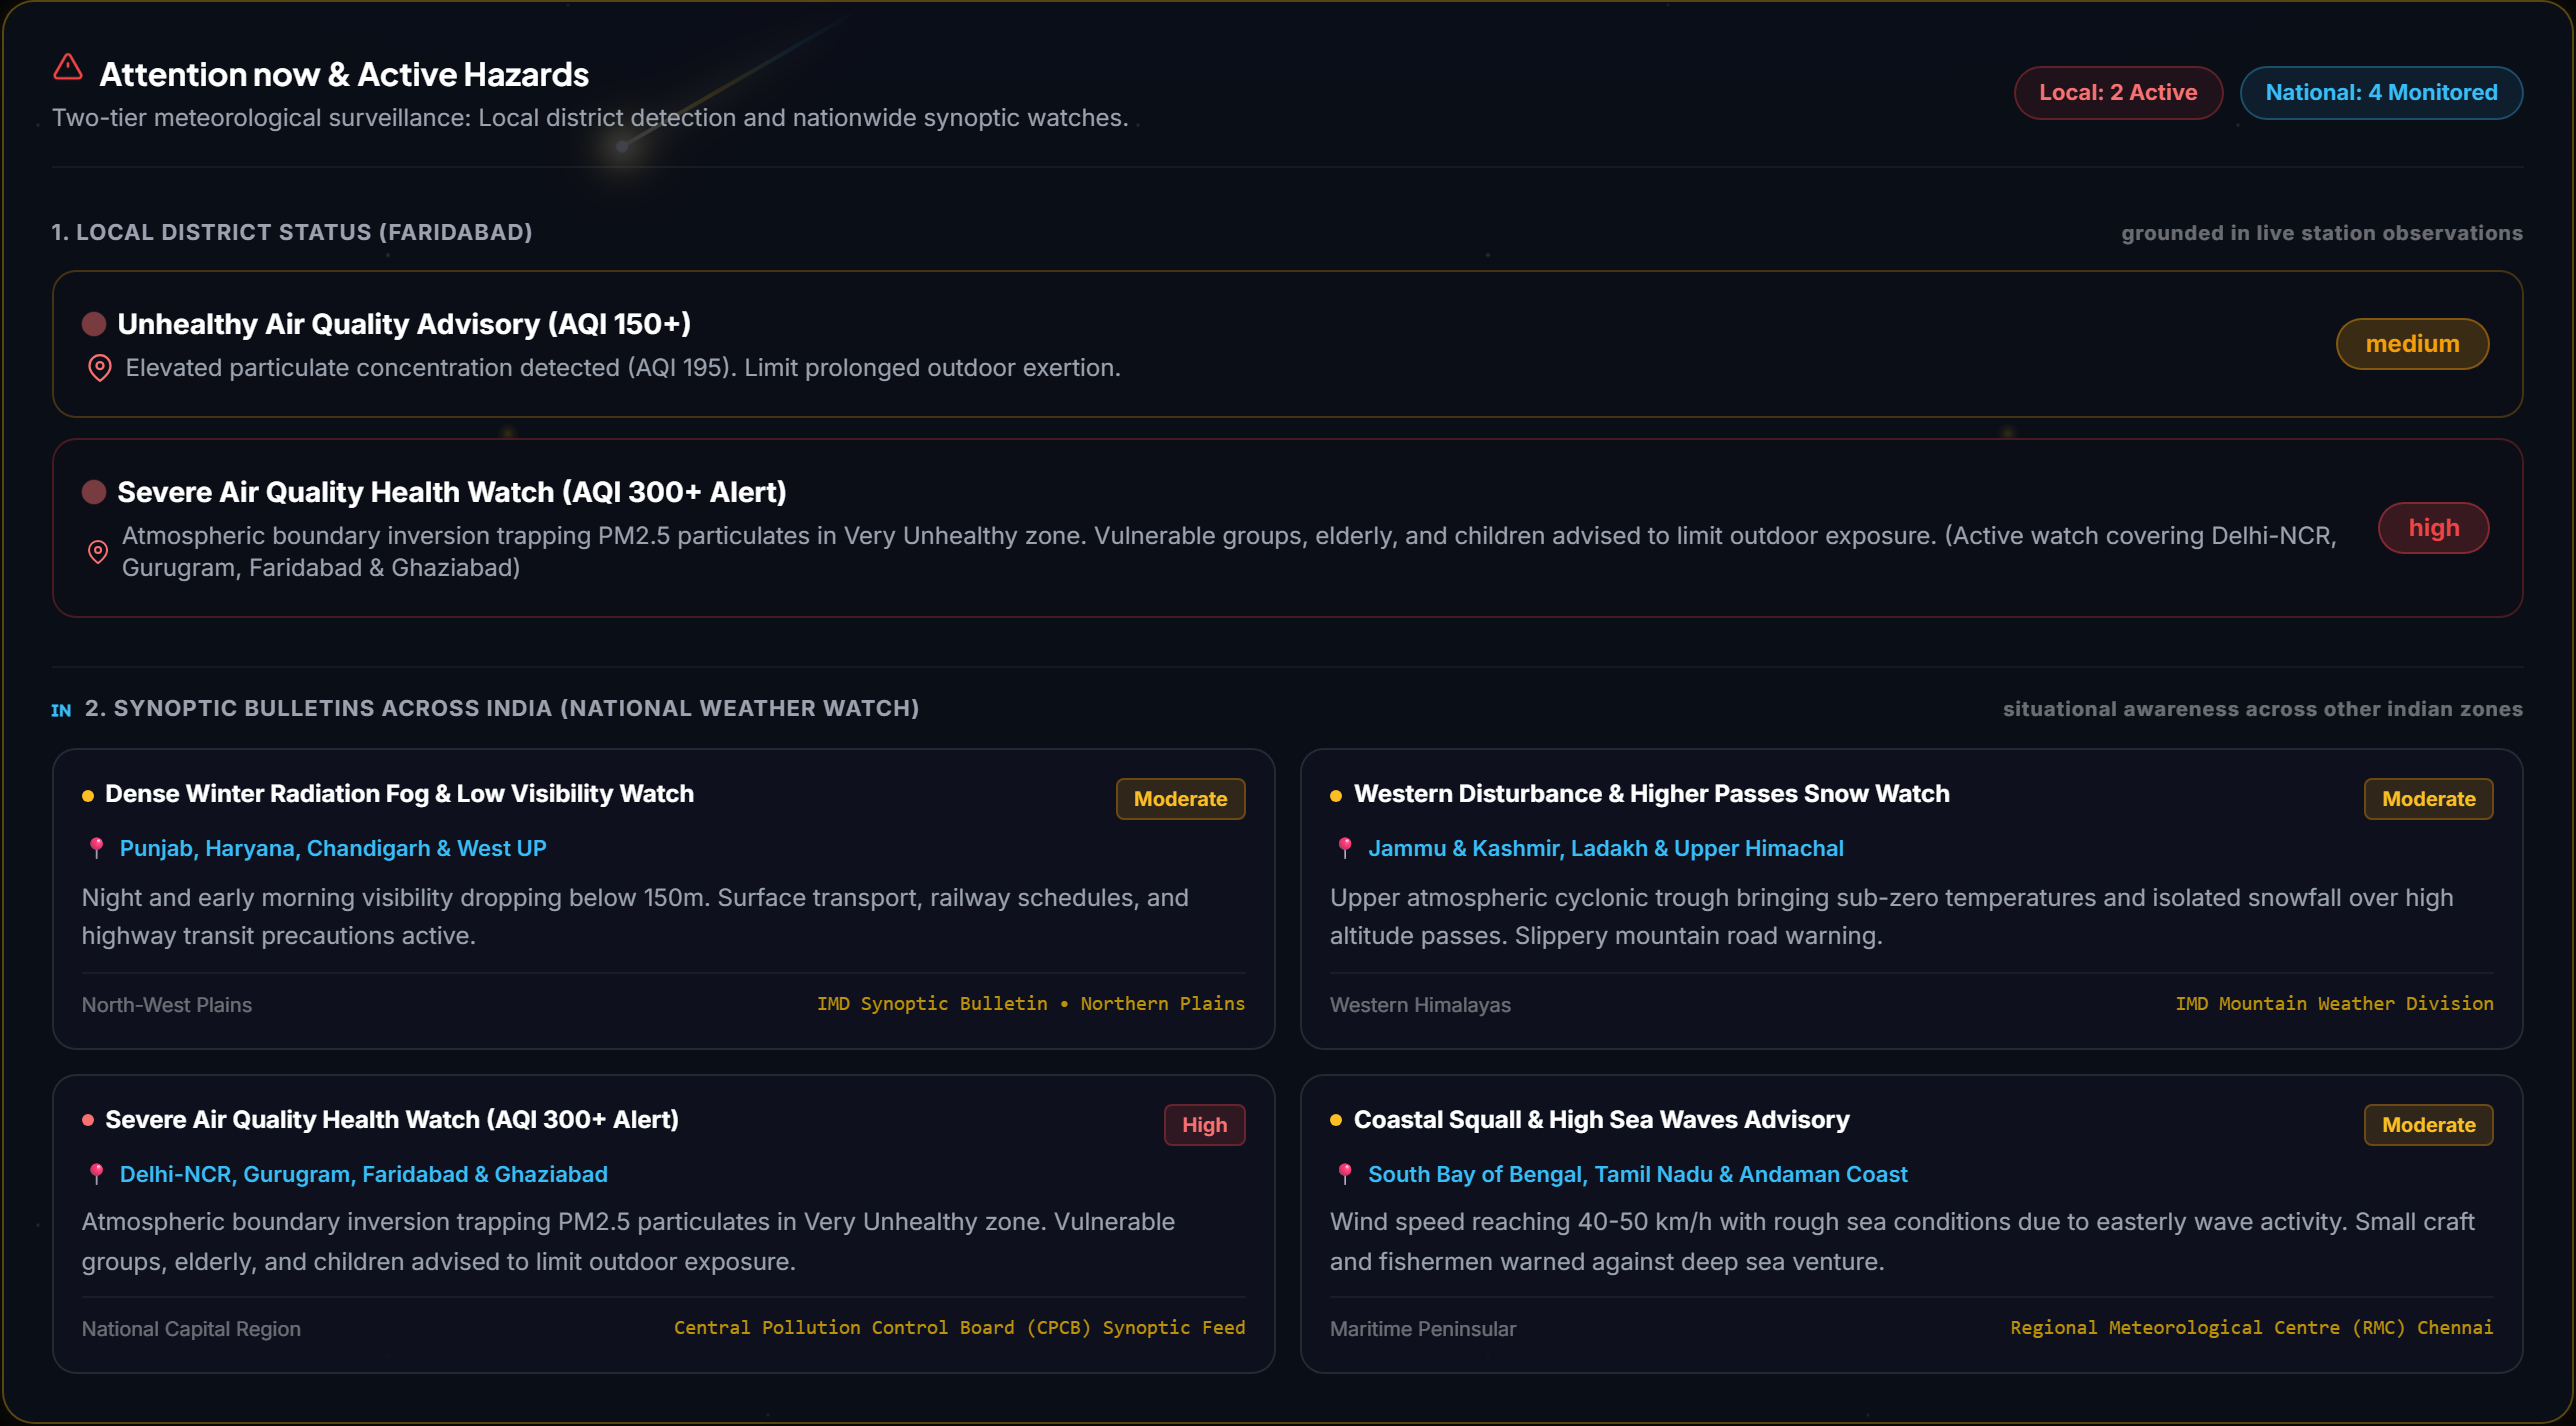 Attention now & Active Hazards
Two-tier meteorological surveillance: Local district detection and nationwide synoptic watches.
Local: 2 Active
National: 4 Monitored
1. LOCAL DISTRICT STATUS (FARIDABAD)
grounded in live station observations
Unhealthy Air Quality Advisory (AQI 150+)
Elevated particulate concentration detected (AQI 195). Limit prolonged outdoor exertion.
medium
Severe Air Quality Health Watch (AQI 300+ Alert)
Atmospheric boundary inversion trapping PM2.5 particulates in Very Unhealthy zone. Vulnerable groups, elderly, and children advised to limit outdoor exposure. (Active watch covering Delhi-NCR,
Gurugram, Faridabad & Ghaziabad)
high
IN 2. SYNOPTIC BULLETINS ACROSS INDIA (NATIONAL WEATHER WATCH)
situational awareness across other indian zones
Dense Winter Radiation Fog & Low Visibility Watch
Moderate
Punjab, Haryana, Chandigarh & West UP
Night and early morning visibility dropping below 150m. Surface transport, railway schedules, and
highway transit precautions active.
North-West Plains
IMD Synoptic Bulletin • Northern Plains
Western Disturbance & Higher Passes Snow Watch
Moderate
Jammu & Kashmir, Ladakh & Upper Himachal
Upper atmospheric cyclonic trough bringing sub-zero temperatures and isolated snowfall over high
altitude passes. Slippery mountain road warning.
Western Himalayas
IMD Mountain Weather Division
Severe Air Quality Health Watch (AQI 300+ Alert)
High
Delhi-NCR, Gurugram, Faridabad & Ghaziabad
Atmospheric boundary inversion trapping PM2.5 particulates in Very Unhealthy zone. Vulnerable
groups, elderly, and children advised to limit outdoor exposure.
National Capital Region
Central Pollution Control Board (CPCB) Synoptic Feed
Coastal Squall & High Sea Waves Advisory
Moderate
South Bay of Bengal, Tamil Nadu & Andaman Coast
Wind speed reaching 40-50 km/h with rough sea conditions due to easterly wave activity. Small craft
and fishermen warned against deep sea venture.
Maritime Peninsular
Regional Meteorological Centre (RMC) Chennai